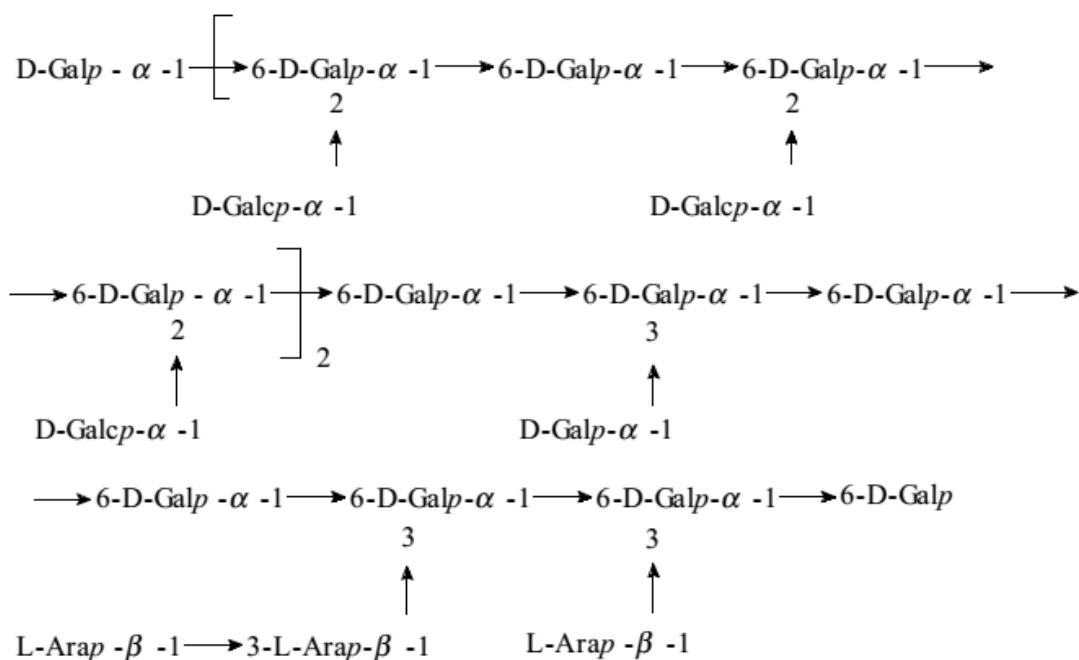 D-Galp - α -1 6-D-Galp-α -1 6-D-Galp-α -1 6-D-Galp-α -1
2 2
D-Galcp-α -1 D-Galcp-α -1
6-D-Galp - α -1 6-D-Galp-α -1 6-D-Galp-α -1 6-D-Galp-α -1
2 3
2
D-Galcp-α -1 D-Galp-α -1
6-D-Galp -α -1 6-D-Galp-α -1 6-D-Galp-α -1 6-D-Galp
3 3
L-Arap -β -1 3-L-Arap-β -1 L-Arap -β -1